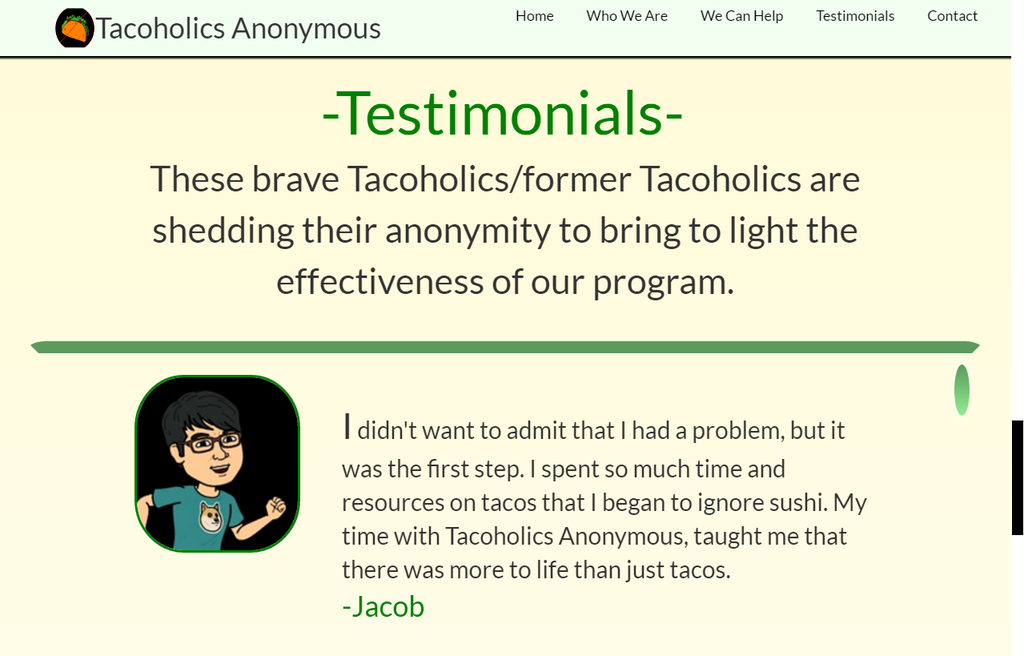 Tacoholics Anonymous
Home Who We Are We Can Help Testimonials Contact
-Testimonials-
These brave Tacoholics/former Tacoholics are
shedding their anonymity to bring to light the
effectiveness of our program.
I didn't want to admit that I had a problem, but it
was the first step. I spent so much time and
resources on tacos that I began to ignore sushi. My
time with Tacoholics Anonymous, taught me that
there was more to life than just tacos.
-Jacob